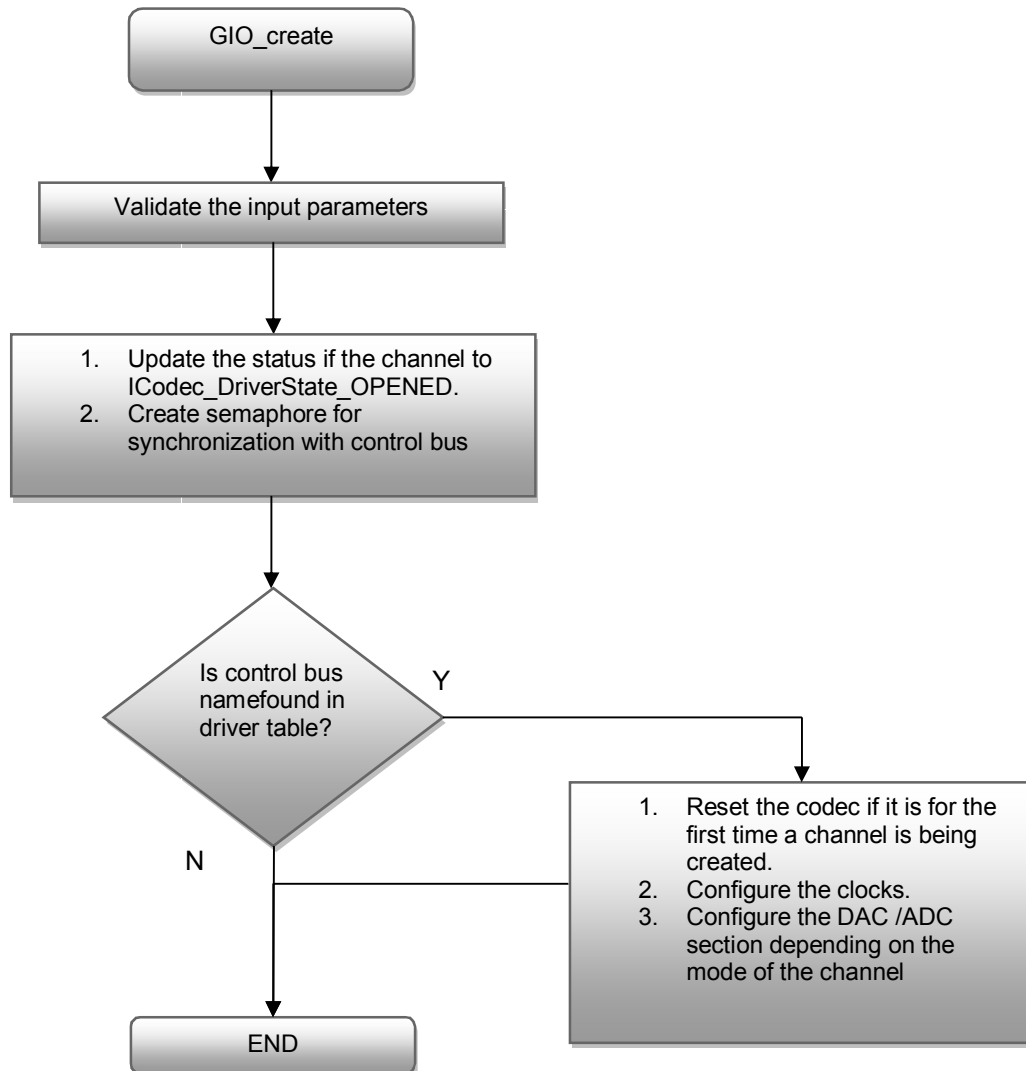 GIO_create
Validate the input parameters
1. Update the status if the channel to
ICodec_DriverState_OPENED.
2. Create semaphore for
synchronization with control bus
Is control bus
namefound in
driver table?
Y
N
1. Reset the codec if it is for the
first time a channel is being
created.
2. Configure the clocks.
3. Configure the DAC /ADC
section depending on the
mode of the channel
END